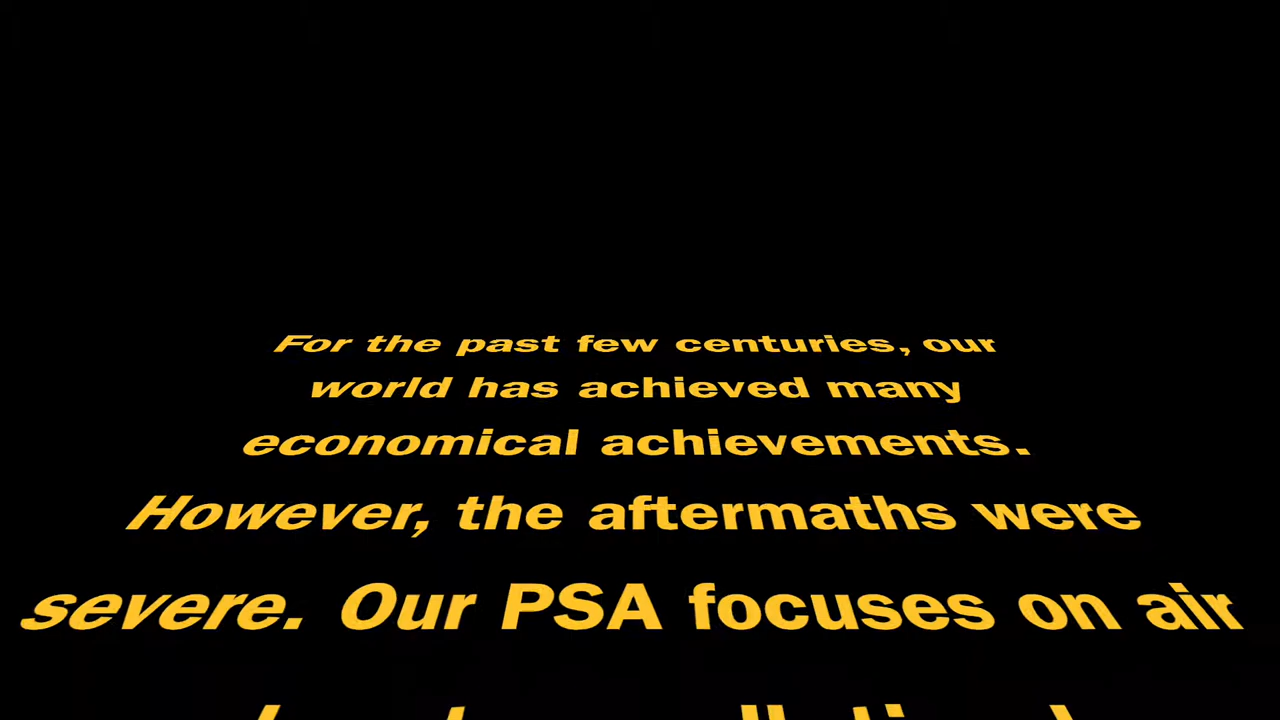 For the past few centuries, our
world has achieved many
economical achievements.
However, the aftermaths were
severe. Our PSA focuses on air